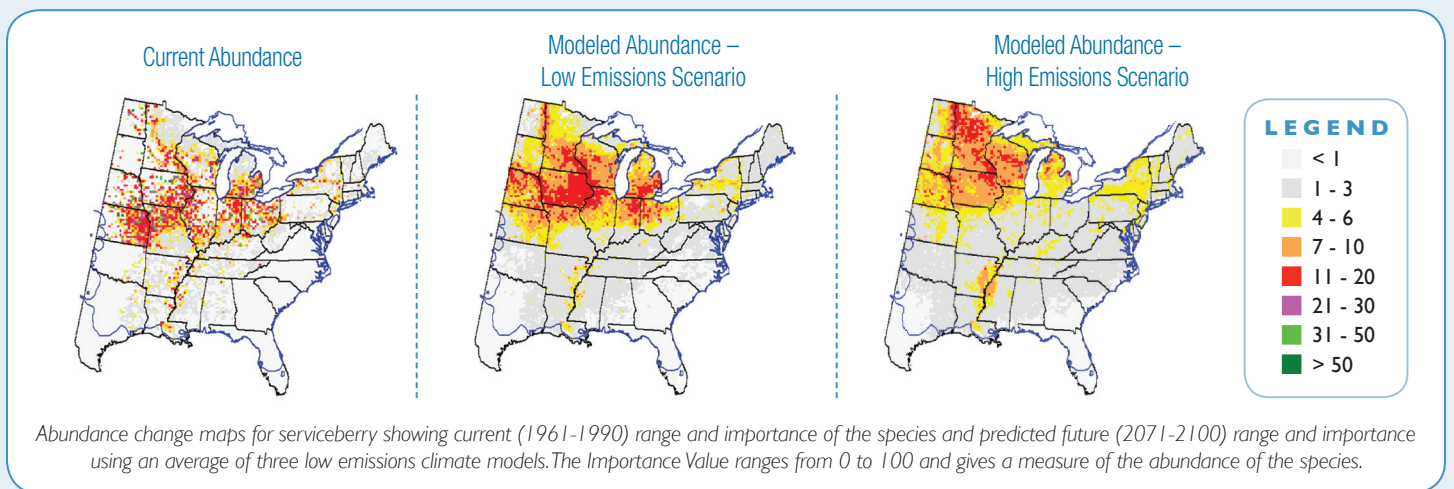 Current Abundance
Modeled Abundance –
Low Emissions Scenario
Modeled Abundance –
High Emissions Scenario
LEGEND
< 1
1 - 3
4 - 6
7 - 10
11 - 20
21 - 30
31 - 50
> 50
Abundance change maps for serviceberry showing current (1961-1990) range and importance of the species and predicted future (2071-2100) range and importance
using an average of three low emissions climate models. The Importance Value ranges from 0 to 100 and gives a measure of the abundance of the species.